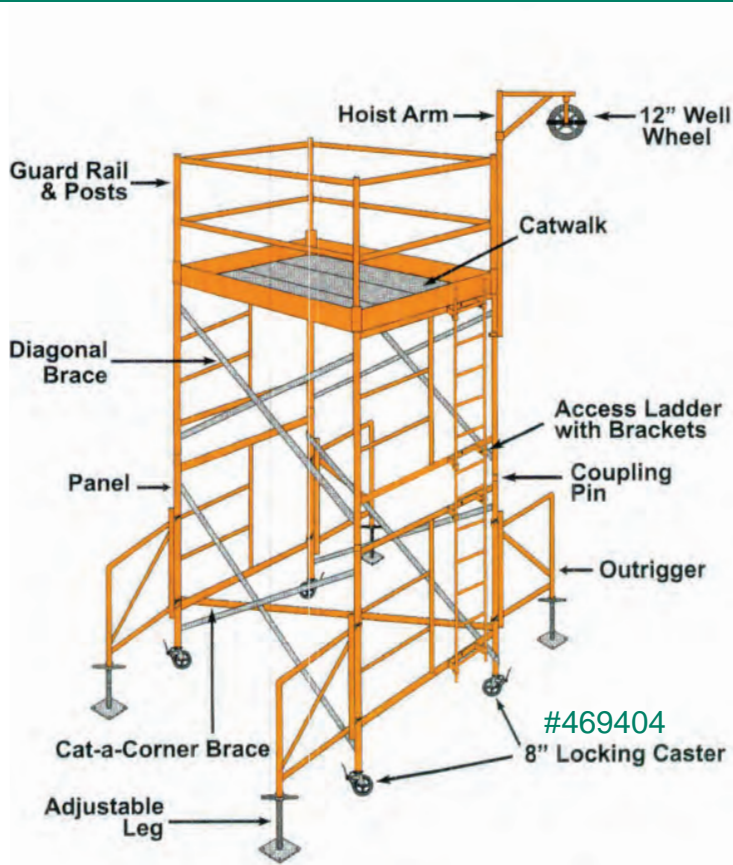 Hoist Arm
12” Well
Wheel
Guard Rail
& Posts
Catwalk
Diagonal
Brace
Access Ladder
with Brackets
Panel
Coupling
Pin
Outrigger
#469404
Cat-a-Corner Brace
8” Locking Caster
Adjustable
Leg